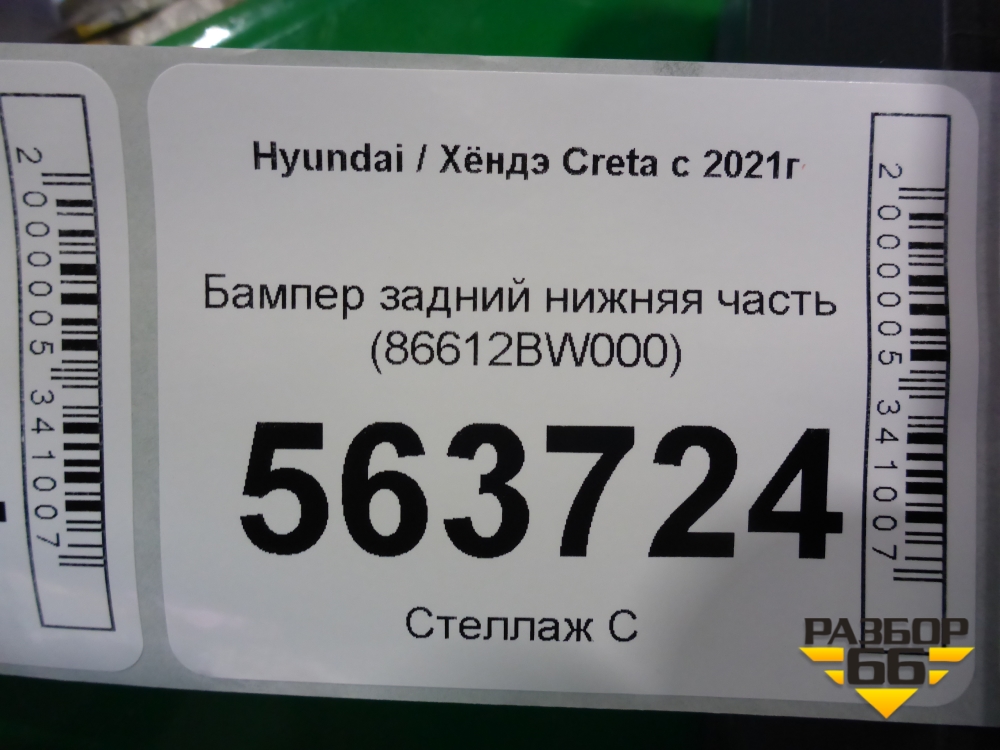 2000005341007
Hyundai / Хёндэ Creta с 2021г
Бампер задний нижняя часть
(86612BW000)
563724
Стеллаж С
2000005341007
РАЗБОР
66